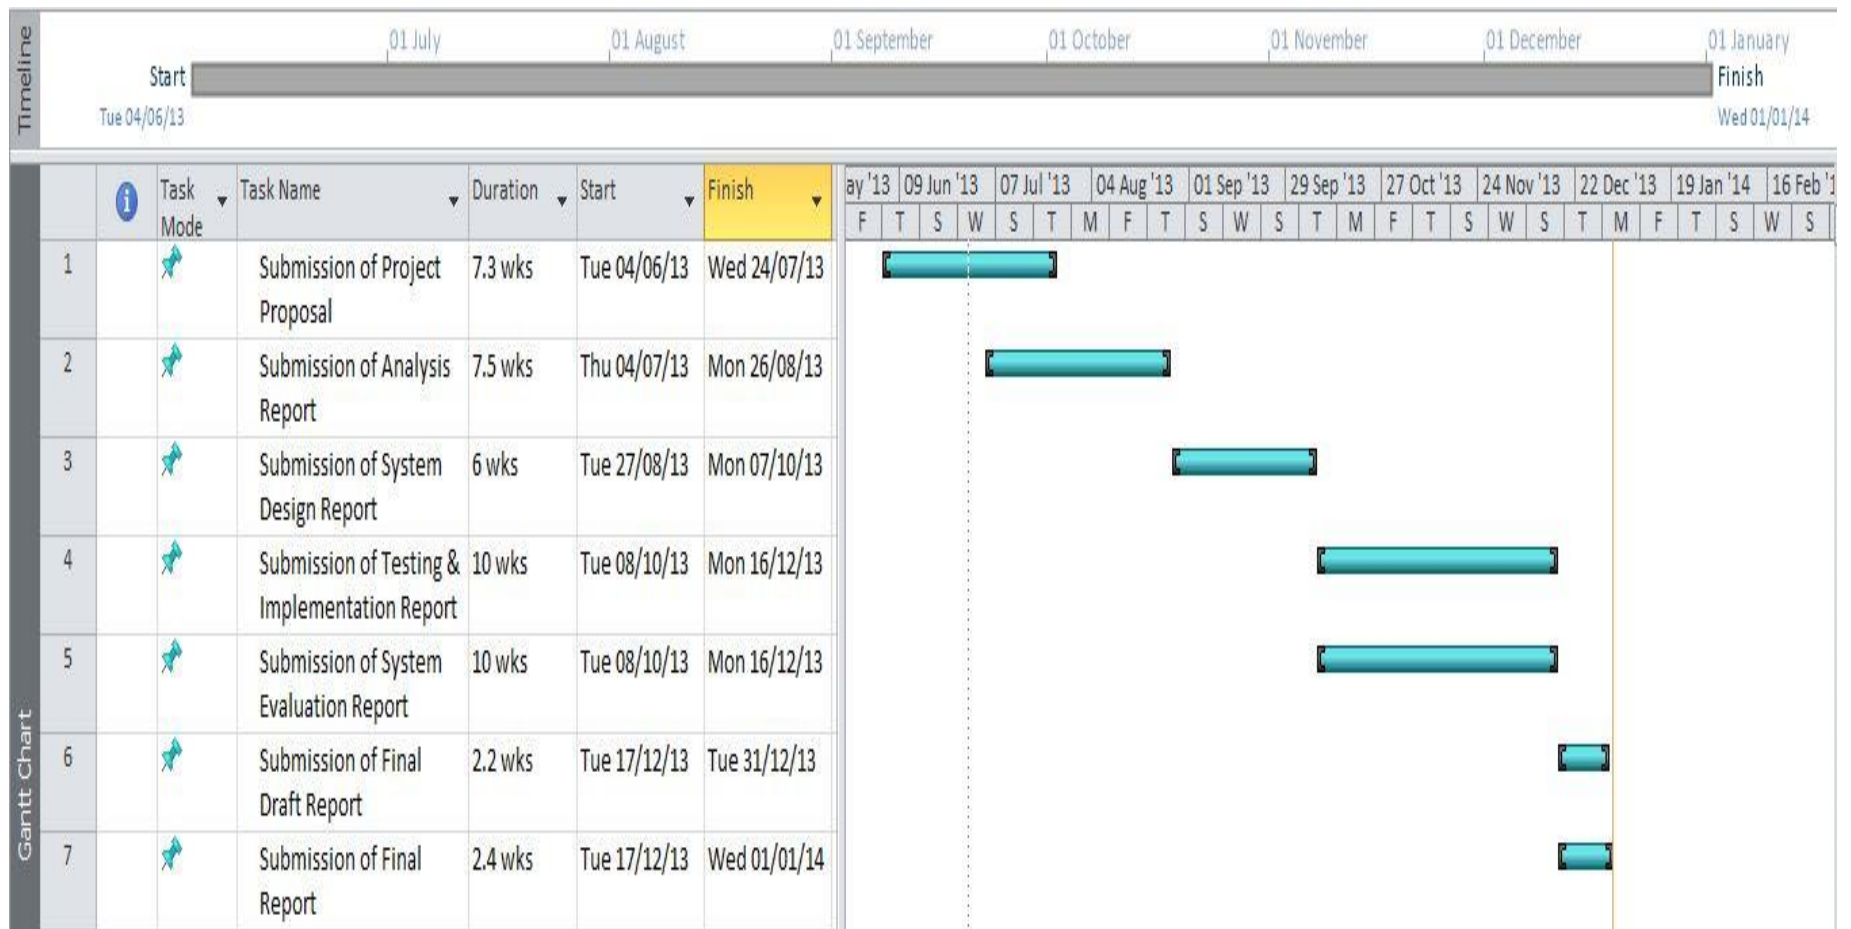 Timeline
01 July 01 August 01 September 01 October 01 November 01 December 01 January
Start Finish
Tue 04/06/13 Wed 01/01/14
Gantt Chart
Task Mode Task Name Duration Start Finish
ay '13 09 Jun '13 07 Jul '13 04 Aug '13 01 Sep '13 29 Sep '13 27 Oct '13 24 Nov '13 22 Dec '13 19 Jan '14 16 Feb '1
F T S W S T M F T S W S T M F T S W S T M F T S W S
1 Submission of Project 7.3 wks Tue 04/06/13 Wed 24/07/13
Proposal
2 Submission of Analysis 7.5 wks Thu 04/07/13 Mon 26/08/13
Report
3 Submission of System 6 wks Tue 27/08/13 Mon 07/10/13
Design Report
4 Submission of Testing & 10 wks Tue 08/10/13 Mon 16/12/13
Implementation Report
5 Submission of System 10 wks Tue 08/10/13 Mon 16/12/13
Evaluation Report
6 Submission of Final 2.2 wks Tue 17/12/13 Tue 31/12/13
Draft Report
7 Submission of Final 2.4 wks Tue 17/12/13 Wed 01/01/14
Report